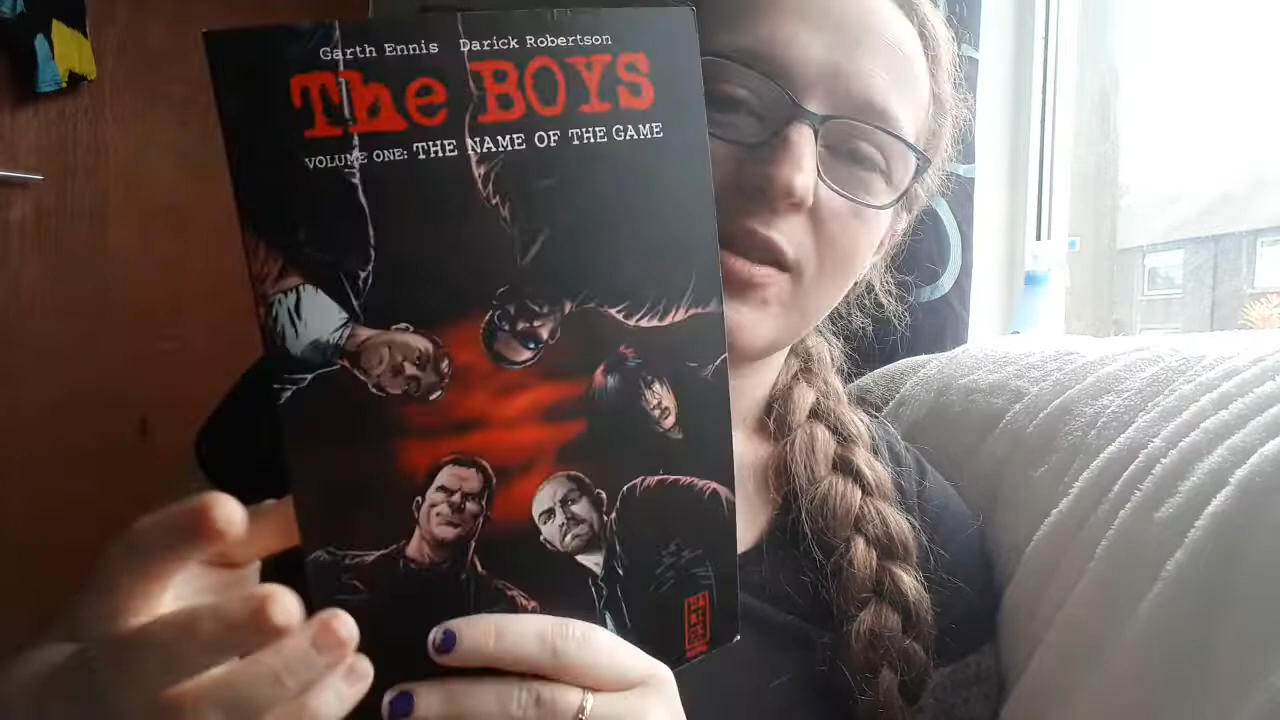 Garth Ennis Darick Robertson
The BOYS
VOLUME ONE: THE NAME OF THE GAME